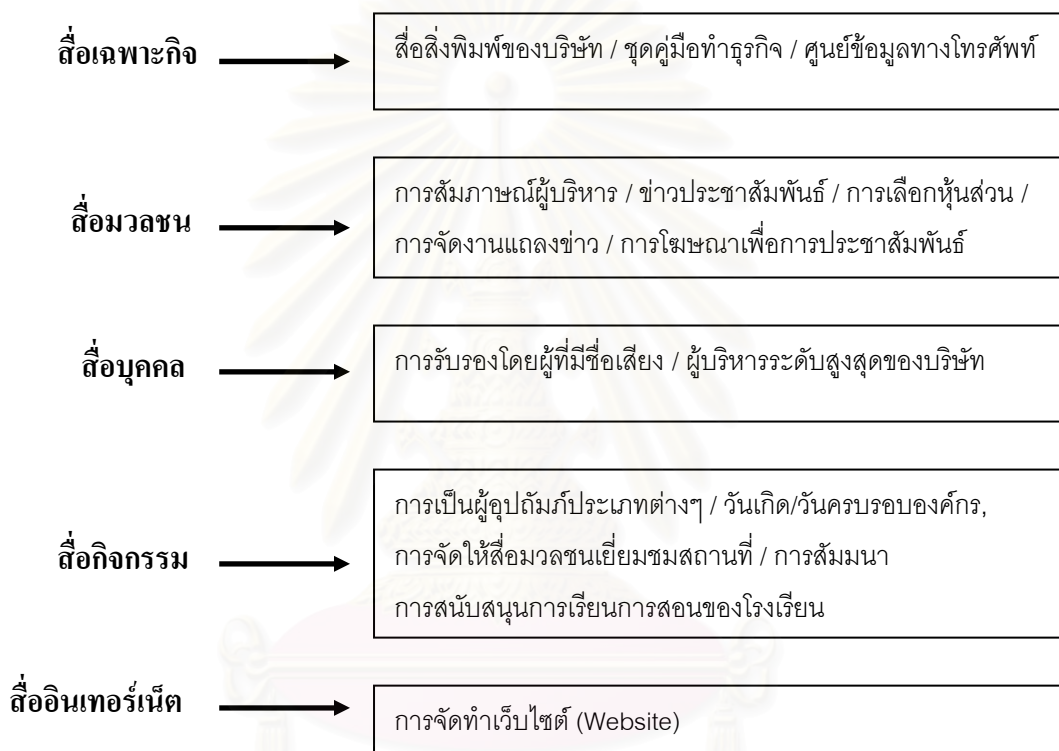 สื่อเฉพาะกิจ
สื่อสิ่งพิมพ์ของบริษัท / ชุดคู่มือทำธุรกิจ / ศูนย์ข้อมูลทางโทรศัพท์
สื่อมวลชน
การสัมภาษณ์ผู้บริหาร / ข่าวประชาสัมพันธ์ / การเลือกหุ้นส่วน /
การจัดงานแถลงข่าว / การโฆษณาเพื่อการประชาสัมพันธ์
สื่อบุคคล
การรับรองโดยผู้ที่มีชื่อเสียง / ผู้บริหารระดับสูงสุดของบริษัท
สื่อกิจกรรม
การเป็นผู้อุปถัมภ์ประเภทต่างๆ / วันเกิด/วันครบรอบองค์กร,
การจัดให้สื่อมวลชนเยี่ยมชมสถานที่ / การสัมมนา
การสนับสนุนการเรียนการสอนของโรงเรียน
สื่ออินเทอร์เน็ต
การจัดทำเว็บไซต์ (Website)